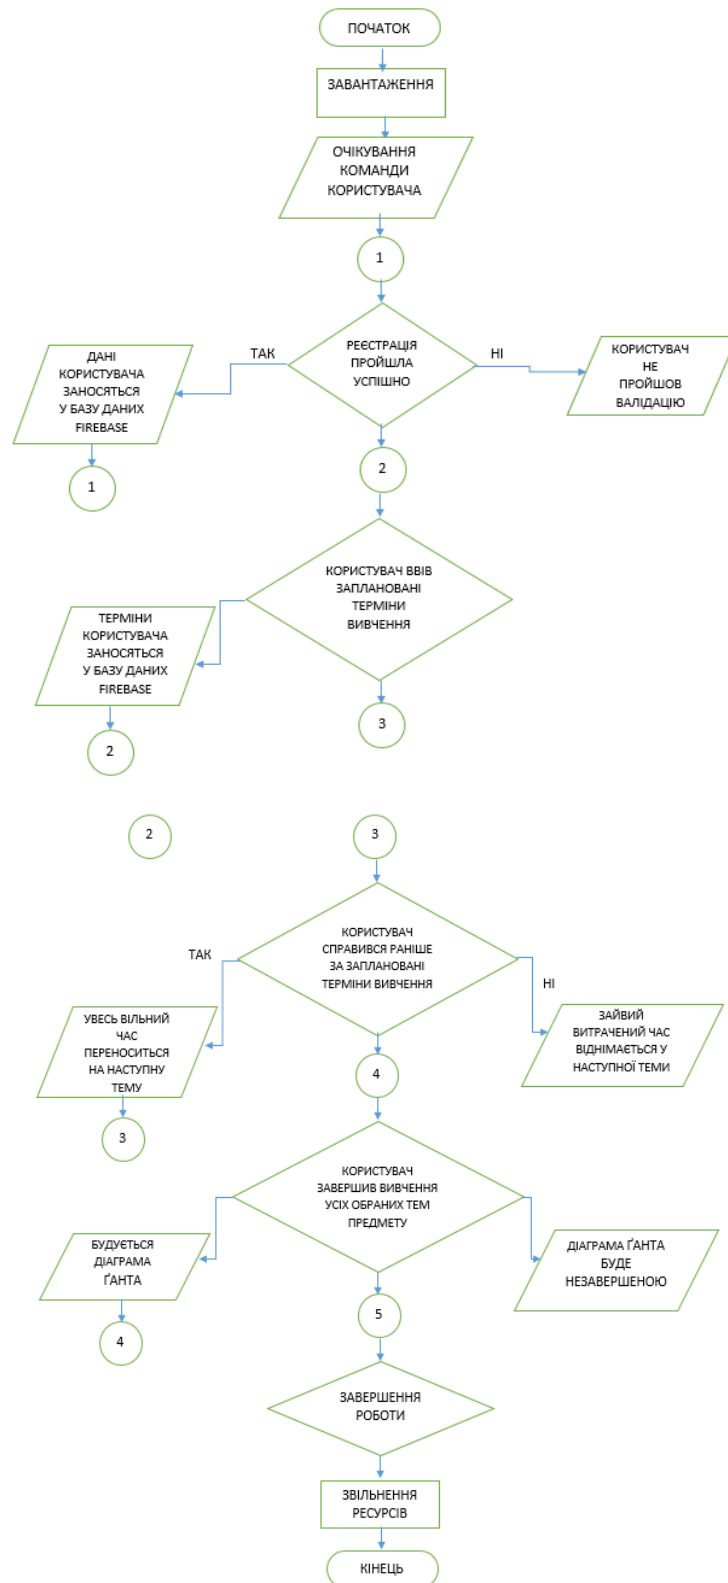 ПОЧАТОК
ЗАВАНТАЖЕННЯ
ОЧІКУВАННЯ
КОМАНДИ
КОРИСТУВАЧА
1
РЕЄСТРАЦІЯ
ПРОЙШЛА
УСПІШНО
ТАК
НІ
ДАНІ
КОРИСТУВАЧА
ЗАНОСЯТЬСЯ
У БАЗУ ДАНИХ
FIREBASE
КОРИСТУВАЧ
НЕ
ПРОЙШОВ
ВАЛІДАЦІЮ
1
2
КОРИСТУВАЧ ВВІВ
ЗАПЛАНОВАНІ
ТЕРМІНИ
ВИВЧЕННЯ
ТЕРМІНИ
КОРИСТУВАЧА
ЗАНОСЯТЬСЯ
У БАЗУ ДАНИХ
FIREBASE
2
3
2
3
КОРИСТУВАЧ
СПРАВИВСЯ РАНІШЕ
ЗА ЗАПЛАНОВАНІ
ТЕРМІНИ ВИВЧЕННЯ
ТАК
НІ
УВЕСЬ ВІЛЬНИЙ
ЧАС
ПЕРЕНОСИТЬСЯ
НА НАСТУПНУ
ТЕМУ
ЗАЙВИЙ
ВИТРАЧЕНИЙ ЧАС
ВІДНІМАЄТЬСЯ У
НАСТУПНОЇ ТЕМИ
3
4
КОРИСТУВАЧ
ЗАВЕРШИВ ВИВЧЕННЯ
УСІХ ОБРАНИХ ТЕМ
ПРЕДМЕТУ
БУДУЄТЬСЯ
ДІАГРАМА
ҐАНТА
ДІАГРАМА ҐАНТА
БУДЕ
НЕЗАВЕРШЕНОЮ
4
5
ЗАВЕРШЕННЯ
РОБОТИ
ЗВІЛЬНЕННЯ
РЕСУРСІВ
КІНЕЦЬ